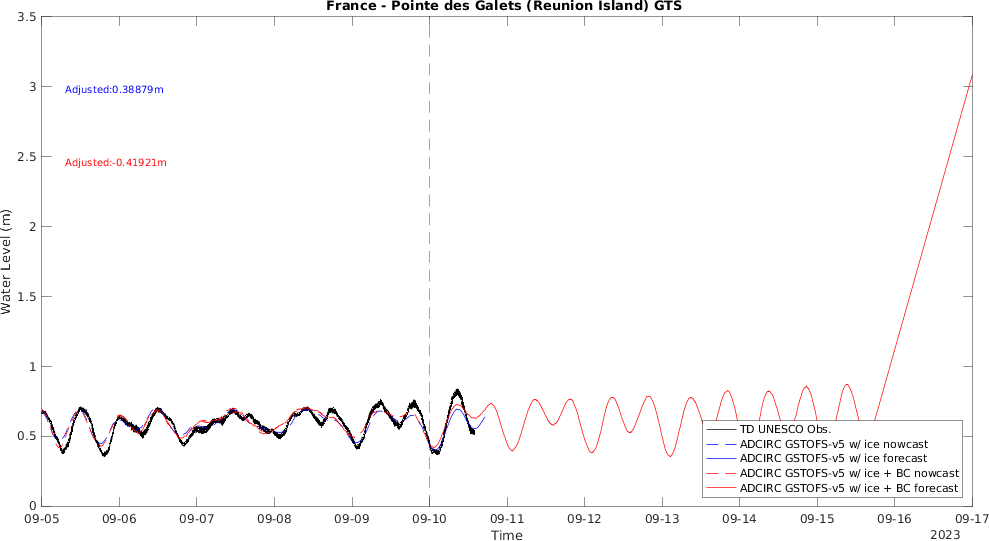 France - Pointe des Galets (Reunion Island) GTS
3.5
3
2.5
2
1.5
1
0.5
0
Water Level (m)
Adjusted:0.38879m
Adjusted:-0.41921m
TD UNESCO Obs.
ADCIRC GSTOFS-v5 w/ ice nowcast
ADCIRC GSTOFS-v5 w/ ice forecast
ADCIRC GSTOFS-v5 w/ ice + BC nowcast
ADCIRC GSTOFS-v5 w/ ice + BC forecast
09-05 09-06 09-07 09-08 09-09 09-10 09-11 09-12 09-13 09-14 09-15 09-16 09-17
Time
2023